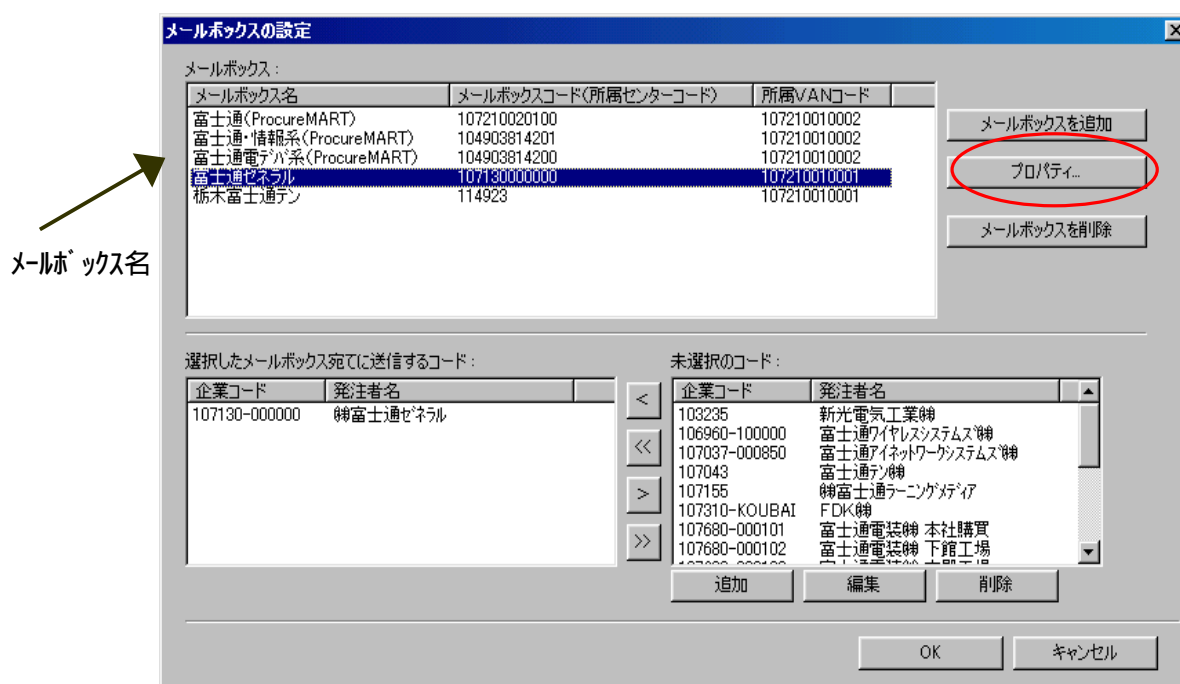 メールボックスの設定
メールボックス：
メールボックス名 メールボックスコード(所属センターコード) 所属VANコード
富士通(ProcureMART) 107210020100 107210010002
富士通･情報系(ProcureMART) 104903814201 107210010002
富士通電ﾃﾞﾊﾞ系(ProcureMART) 104903814200 107210010002
富士通ｾﾞﾈﾗﾙ 107130000000 107210010001
栃木富士通テン 114923 107210010001
メールボックスを追加
プロパティ...
メールボックスを削除
ﾒｰﾙﾎﾞｯｸｽ名
選択したメールボックス宛てに送信するコード：
企業コード 発注者名
107130-000000 ㈱富士通ｾﾞﾈﾗﾙ
<
<<
>
>>
未選択のコード：
企業コード 発注者名
103235 新光電気工業㈱
106960-100000 富士通ﾜｲﾔﾚｽｼｽﾃﾑｽﾞ㈱
107037-000850 富士通ｱｲﾈｯﾄﾜｰｸｼｽﾃﾑｽﾞ㈱
107043 富士通ﾃﾝ㈱
107155 ㈱富士通ﾗｰﾆﾝｸﾞﾒﾃﾞｨｱ
107310-KOUBAI FDK㈱
107680-000101 富士通電装㈱ 本社購買
107680-000102 富士通電装㈱ 下館工場
追加 編集 削除
OK キャンセル